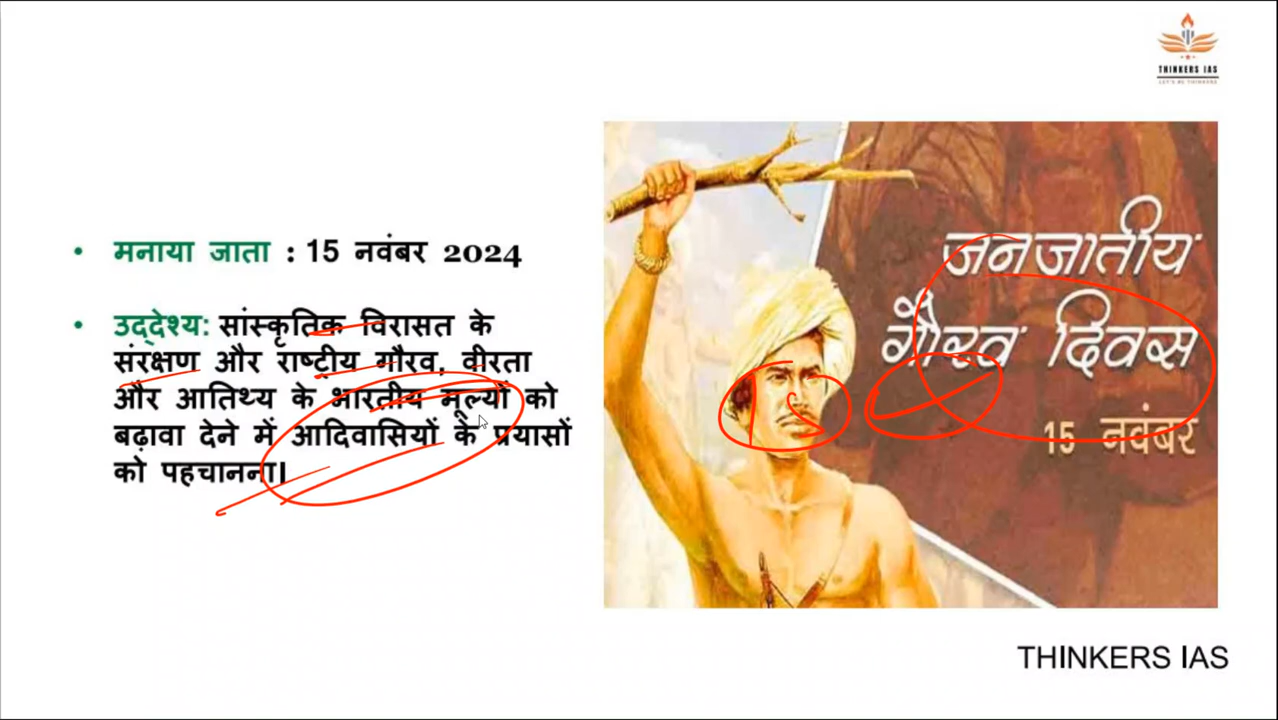 THINKERS IAS
LET'S BE THINKERS
मनाया जाता : 15 नवंबर 2024
उद्देश्य: सांस्कृतिक विरासत के
संरक्षण और राष्ट्रीय गौरव, वीरता
और आतिथ्य के भारतीय मूल्यों को
बढ़ावा देने में आदिवासियों के प्रयासों
को पहचानना।
जनजातीय
गौरव दिवस
15 नवंबर
THINKERS IAS